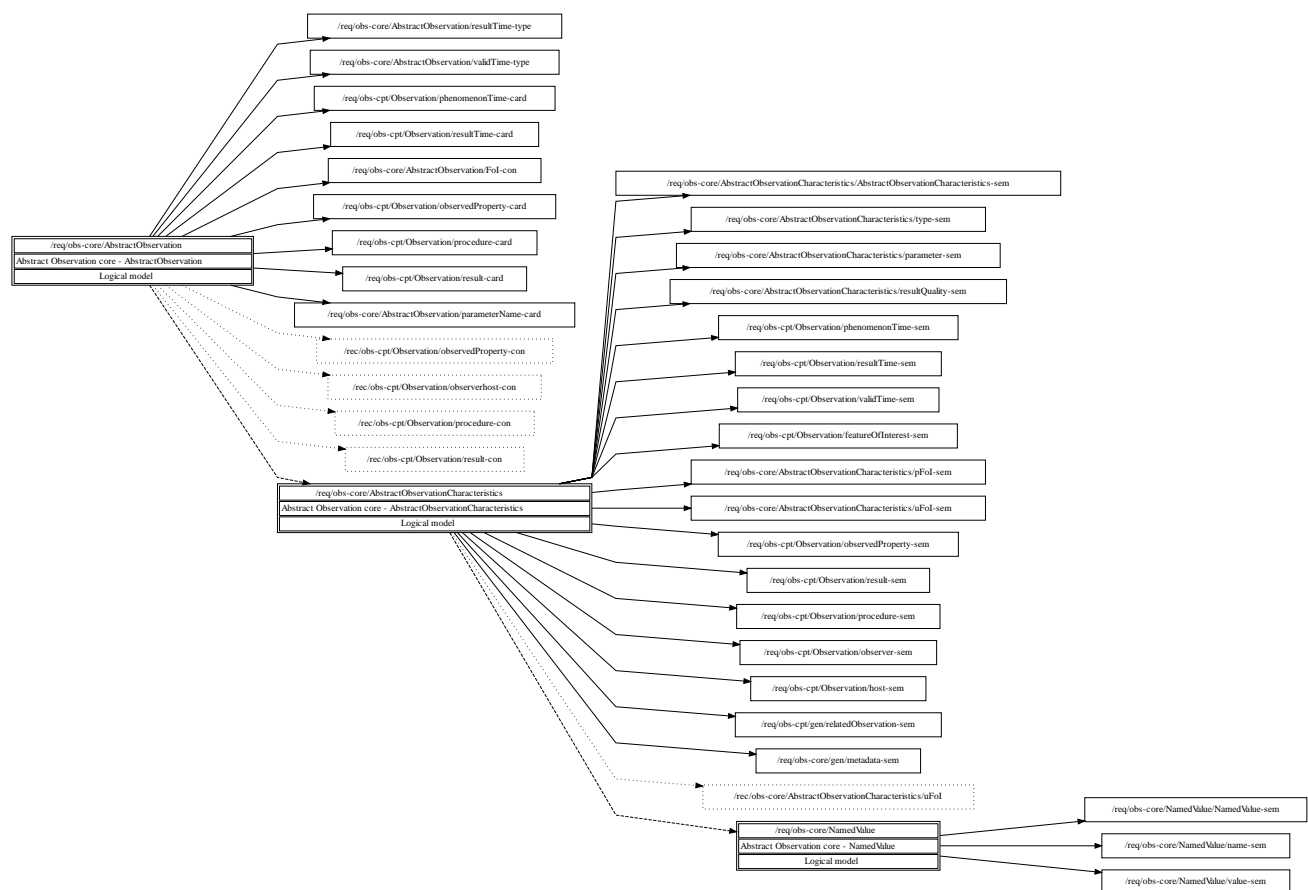 /req/obs-core/AbstractObservation/resultTime-type
/req/obs-core/AbstractObservation/validTime-type
/req/obs-cpt/Observation/phenomenonTime-card
/req/obs-cpt/Observation/resultTime-card
/req/obs-core/AbstractObservation/FoI-con
/req/obs-cpt/Observation/observedProperty-card
/req/obs-cpt/Observation/procedure-card
/req/obs-cpt/Observation/result-card
/req/obs-core/AbstractObservation/parameterName-card
/rec/obs-cpt/Observation/observedProperty-con
/rec/obs-cpt/Observation/observerhost-con
/rec/obs-cpt/Observation/procedure-con
/rec/obs-cpt/Observation/result-con
/req/obs-core/AbstractObservation
Abstract Observation core - AbstractObservation
Logical model
/req/obs-core/AbstractObservationCharacteristics
Abstract Observation core - AbstractObservationCharacteristics
Logical model
/req/obs-core/AbstractObservationCharacteristics/AbstractObservationCharacteristics-sem
/req/obs-core/AbstractObservationCharacteristics/type-sem
/req/obs-core/AbstractObservationCharacteristics/parameter-sem
/req/obs-core/AbstractObservationCharacteristics/resultQuality-sem
/req/obs-cpt/Observation/phenomenonTime-sem
/req/obs-cpt/Observation/resultTime-sem
/req/obs-cpt/Observation/validTime-sem
/req/obs-cpt/Observation/featureOfInterest-sem
/req/obs-core/AbstractObservationCharacteristics/pFoI-sem
/req/obs-core/AbstractObservationCharacteristics/uFoI-sem
/req/obs-cpt/Observation/observedProperty-sem
/req/obs-cpt/Observation/result-sem
/req/obs-cpt/Observation/procedure-sem
/req/obs-cpt/Observation/observer-sem
/req/obs-cpt/Observation/host-sem
/req/obs-cpt/gen/relatedObservation-sem
/req/obs-core/gen/metadata-sem
/rec/obs-core/AbstractObservationCharacteristics/uFoI
/req/obs-core/NamedValue
Abstract Observation core - NamedValue
Logical model
/req/obs-core/NamedValue/NamedValue-sem
/req/obs-core/NamedValue/name-sem
/req/obs-core/NamedValue/value-sem